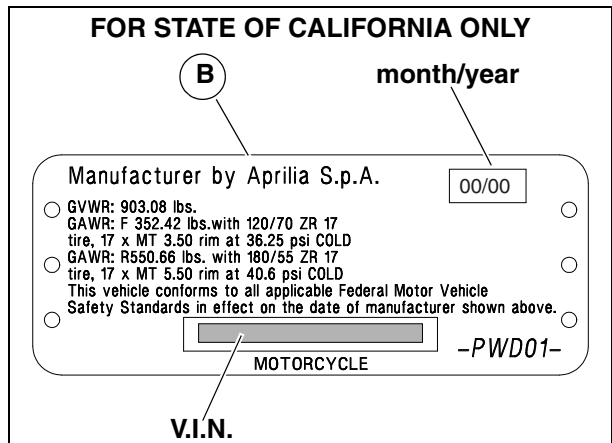 FOR STATE OF CALIFORNIA ONLY
B
month/year
Manufacturer by Aprilia S.p.A.
00/00
GVWR: 903.08 lbs.
GAWR: F 352.42 lbs.with 120/70 ZR 17
tire, 17 x MT 3.50 rim at 36.25 psi COLD
GAWR: R550.66 lbs. with 180/55 ZR 17
tire, 17 x MT 5.50 rim at 40.6 psi COLD
This vehicle conforms to all applicable Federal Motor Vehicle
Safety Standards in effect on the date of manufacturer shown above.
MOTORCYCLE
-PWD01-
V.I.N.